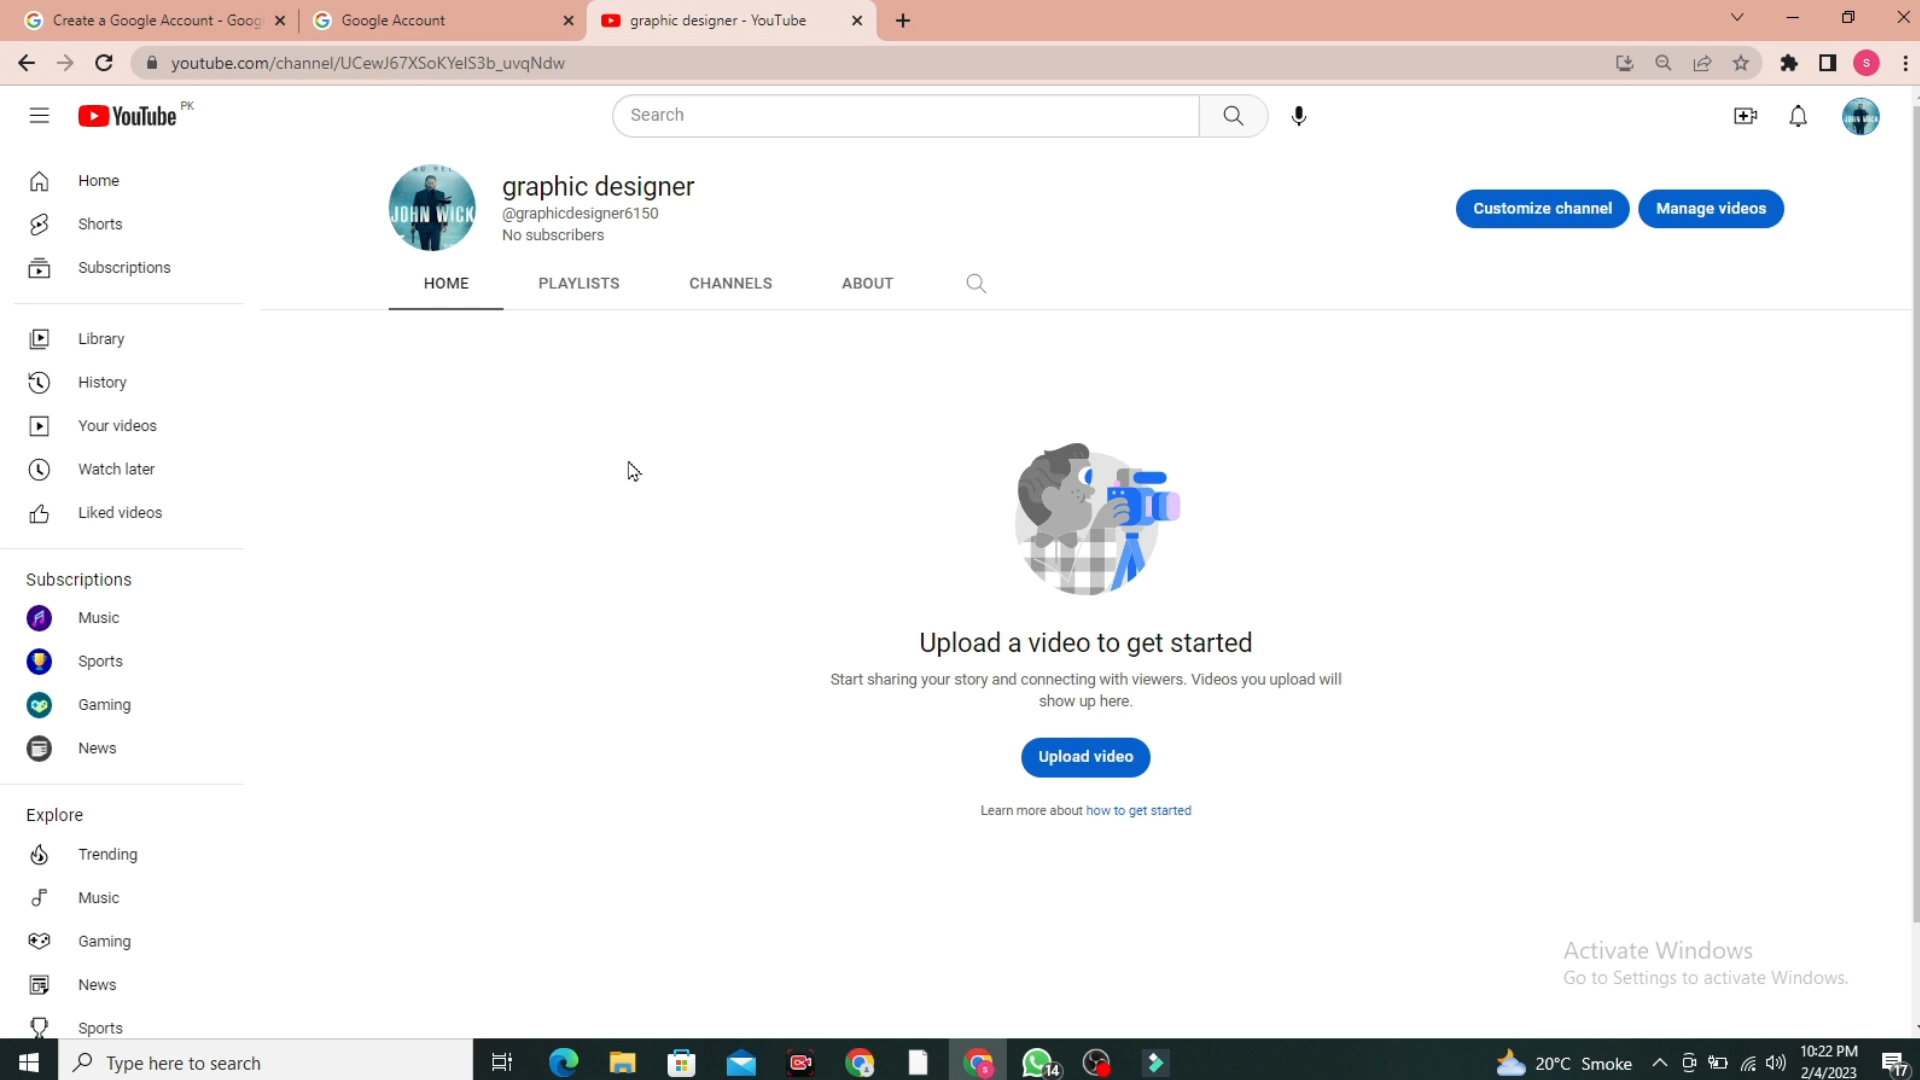 Create a Google Account - Goog
Google Account
graphic designer - YouTube
youtube.com/channel/UCewJ67XSoKYelS3b_uvqNdw
S
YouTube PK
Search
JOHN WICK
Home
Shorts
Subscriptions
Library
History
Your videos
Watch later
Liked videos
Subscriptions
Music
Sports
Gaming
News
Explore
Trending
Music
Gaming
News
Sports
JOHN WICK
graphic designer
@graphicdesigner6150
No subscribers
Customize channel
Manage videos
HOME
PLAYLISTS
CHANNELS
ABOUT
Upload a video to get started
Start sharing your story and connecting with viewers. Videos you upload will
show up here.
Upload video
Learn more about how to get started
Activate Windows
Go to Settings to activate Windows.
Type here to search
14
20°C Smoke
10:22 PM
2/4/2023
17